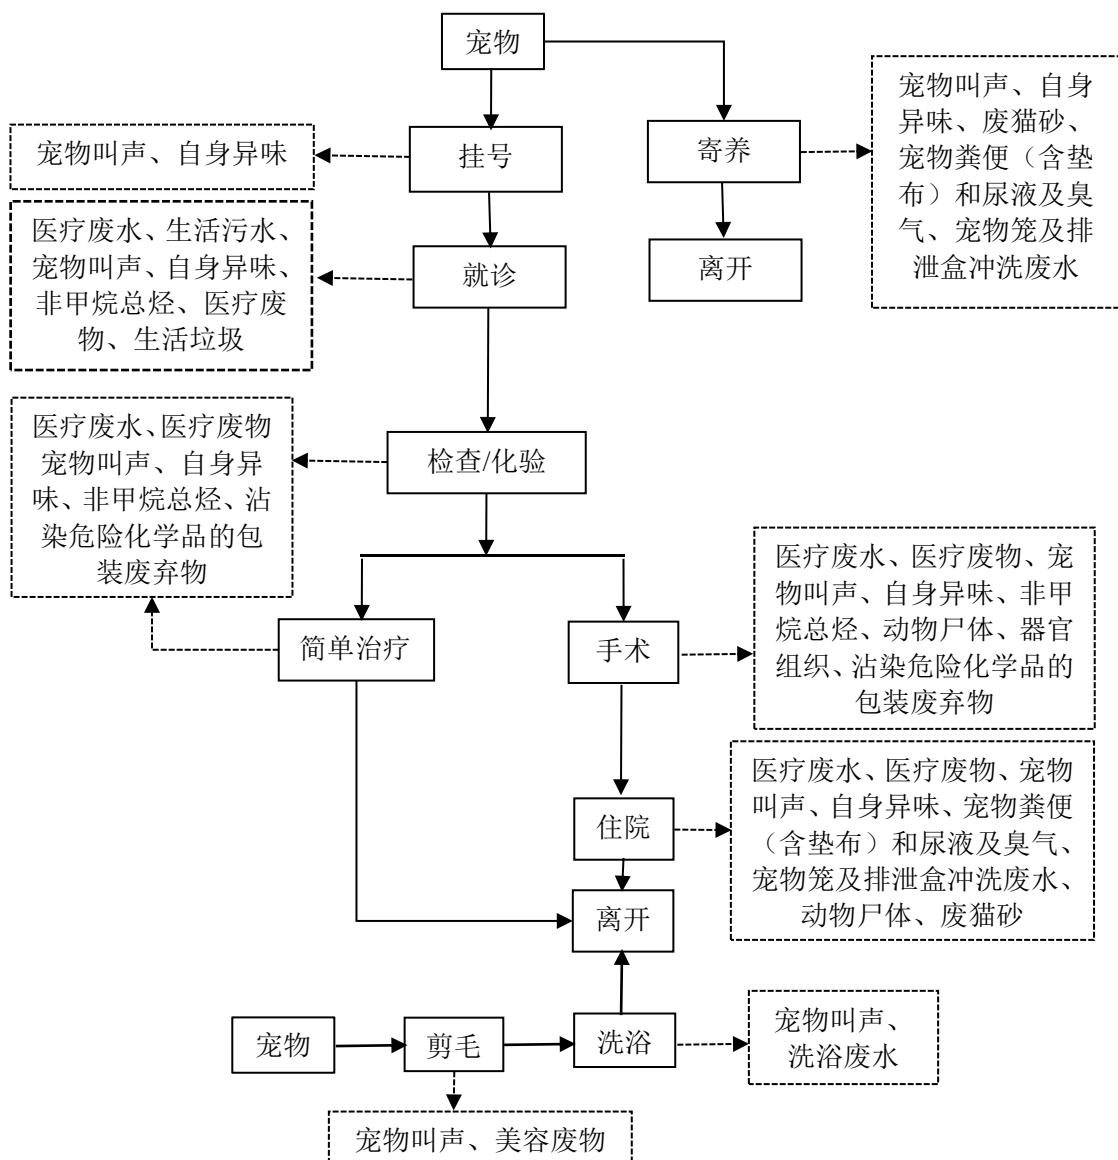 宠物
宠物叫声、自身
异味、废猫砂、
宠物粪便（含垫
布）和尿液及臭
气、宠物笼及排
泄盒冲洗废水
宠物叫声、自身异味
挂号
寄养
医疗废水、生活污水、
宠物叫声、自身异味、
非甲烷总烃、医疗废
物、生活垃圾
就诊
离开
医疗废水、医疗废物
宠物叫声、自身异
味、非甲烷总烃、沾
染危险化学品的包
装废弃物
检查/化验
医疗废水、医疗废物、宠
物叫声、自身异味、非甲
烷总烃、动物尸体、器官
组织、沾染危险化学品的
包装废弃物
简单治疗
手术
医疗废水、医疗废物、宠物
叫声、自身异味、宠物粪便
（含垫布）和尿液及臭气、
宠物笼及排泄盒冲洗废水、
动物尸体、废猫砂
住院
离开
宠物
剪毛
洗浴
宠物叫声、
洗浴废水
宠物叫声、美容废物